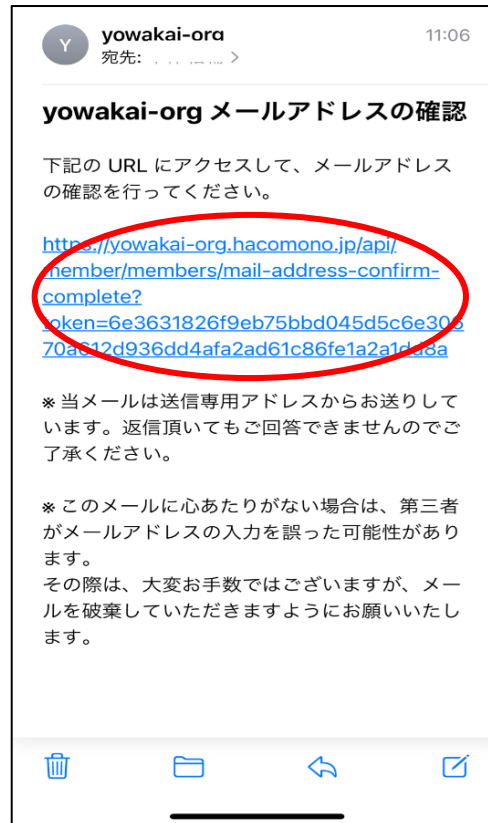 Y
yowakai-org
11:06
宛先:
yowakai-org メールアドレスの確認
下記の URL にアクセスして、メールアドレス
の確認を行ってください。
https://yowakai-org.hacomono.jp/api/
member/members/mail-address-confirm-
complete?
token=6e3631826f9eb75bbd045d5c6e306
70a612d936dd4afa2ad61c86fe1a2a1dd8a
※ 当メールは送信専用アドレスからお送りして
います。返信頂いてもご回答できませんのでご
了承ください。
※ このメールに心あたりがない場合は、第三者
がメールアドレスの入力を誤った可能性があり
ます。
その際は、大変お手数ではございますが、メー
ルを破棄していただきますようにお願いいたし
ます。